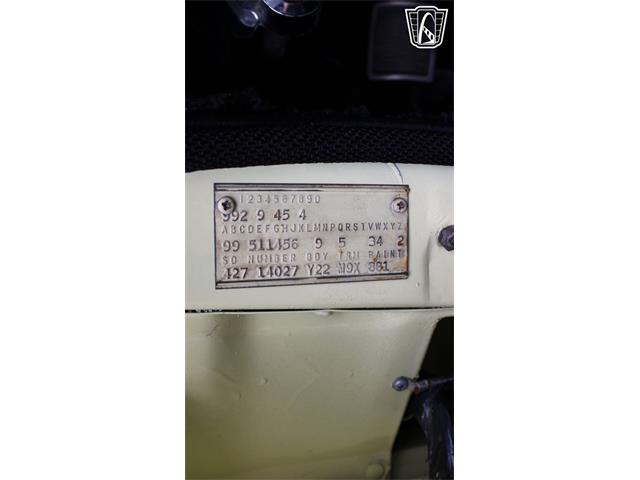 1234567890
992 9 45 4
ABCDEFGHJKLMNPQRSTVWXYZ
99 511456 9 5 34 2
SO NUMBER BDY TRM PAINT
427 14027 Y22 M9X 881